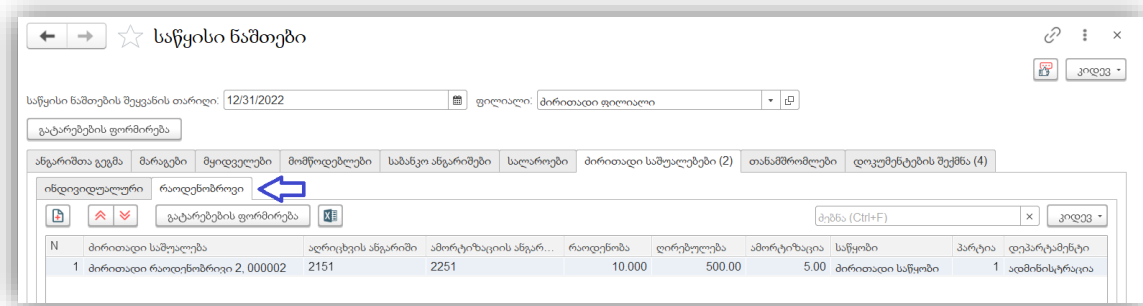 საწყისი ნაშთები
კიდევ
საწყისი ნაშთების შეყვანის თარიღი: 12/31/2022 ფილიალი: ძირითადი ფილიალი
გატარებების ფორმირება
ანგარიშთა გეგმა მარაგები მყიდველები მომწოდებლები საბანკო ანგარიშები სალაროები ძირითადი საშუალებები (2) თანამშრომლები დოკუმენტების შექმნა (4)
ინდივიდუალური რაოდენობროვი
გატარებების ფორმირება ძებნა (Ctrl+F) კიდევ
N ძირითადი საშუალება აღრიცხვის ანგარიში ამორტიზაციის ანგარ... რაოდენობა ღირებულება ამორტიზაცია საწყობი პარტია დეპარტამენტი
1 ძირითადი რაოდენობრივი 2, 000002 2151 2251 10.000 500.00 5.00 ძირითადი საწყობი 1 ადმინისტრაცია